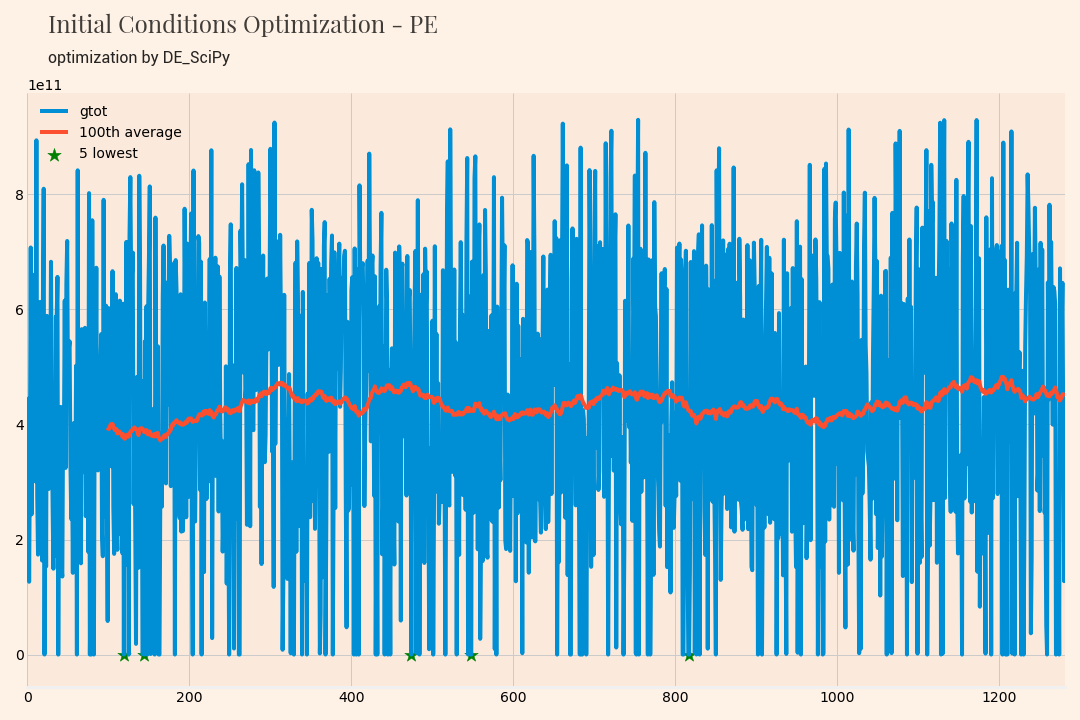 Initial Conditions Optimization - PE
optimization by DE_SciPy
1e11
gtot
100th average
5 lowest
8
6
4
2
0
0 200 400 600 800 1000 1200